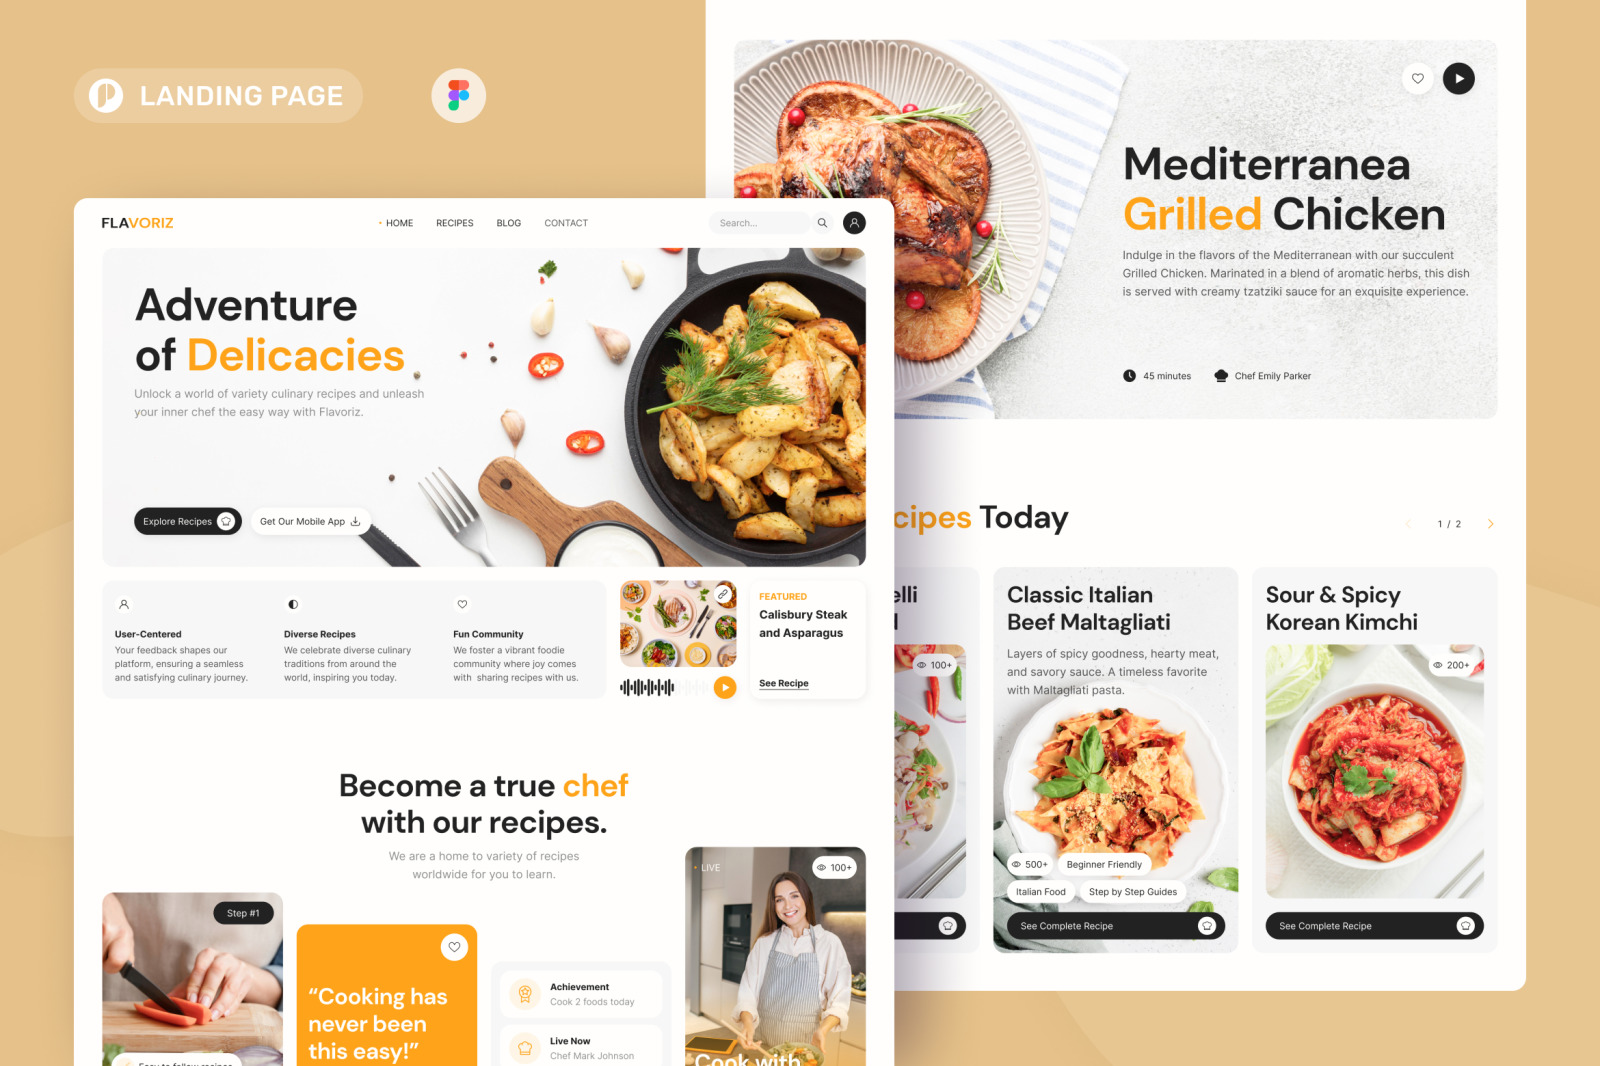 LANDING PAGE
FLAVORIZ
HOME
RECIPES
BLOG
CONTACT
Search...
Adventure
of Delicacies
Unlock a world of variety culinary recipes and unleash
your inner chef the easy way with Flavoriz.
Explore Recipes
Get Our Mobile App
User-Centered
Your feedback shapes our
platform, ensuring a seamless
and satisfying culinary journey.
Diverse Recipes
We celebrate diverse culinary
traditions from around the
world, inspiring you today.
Fun Community
We foster a vibrant foodie
community where joy comes
with sharing recipes with us.
FEATURED
Calisbury Steak
and Asparagus
See Recipe
Become a true chef
with our recipes.
We are a home to variety of recipes
worldwide for you to learn.
Step #1
“Cooking has
never been
this easy!”
Achievement
Cook 2 foods today
Live Now
Chef Mark Johnson
LIVE
100+
Cook with
Mediterranea
Grilled Chicken
Indulge in the flavors of the Mediterranean with our succulent
Grilled Chicken. Marinated in a blend of aromatic herbs, this dish
is served with creamy tzatziki sauce for an exquisite experience.
45 minutes
Chef Emily Parker
cipes Today
1 / 2
elli
100+
Classic Italian
Beef Maltagliati
Layers of spicy goodness, hearty meat,
and savory sauce. A timeless favorite
with Maltagliati pasta.
500+
Beginner Friendly
Italian Food
Step by Step Guides
See Complete Recipe
Sour & Spicy
Korean Kimchi
200+
See Complete Recipe